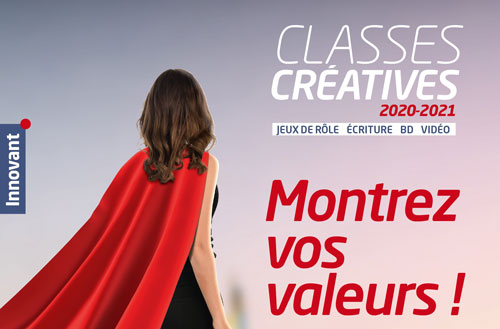 CLASSES
CRÉATIVES
2020-2021
JEUX DE RÔLE ÉCRITURE BD VIDÉO
Innovant
Montrez
vos
valeurs !